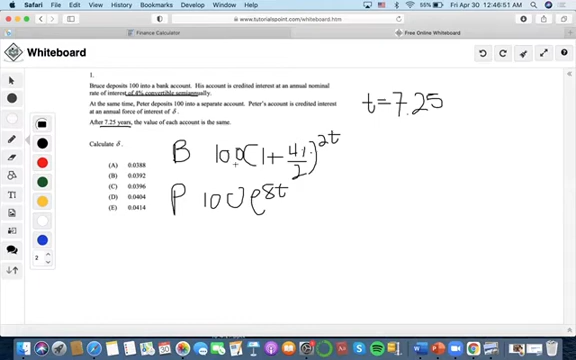 Safari File Edit View History Bookmarks Window Help
55% Fri Apr 30 12:46:51 AM
www.tutorialspoint.com/whiteboard.htm
Finance Calculator
Free Online Whiteboard
Whiteboard
1.
Bruce deposits 100 into a bank account. His account is credited interest at an annual nominal
rate of interest of 4% convertible semiannually.
At the same time, Peter deposits 100 into a separate account. Peter's account is credited interest
at an annual force of interest of δ.
After 7.25 years, the value of each account is the same.
Calculate δ.
(A) 0.0388
(B) 0.0392
(C) 0.0396
(D) 0.0404
(E) 0.0414
t=7.25
B 100(1+4%/2)^2t
P 100e^δt
T
2